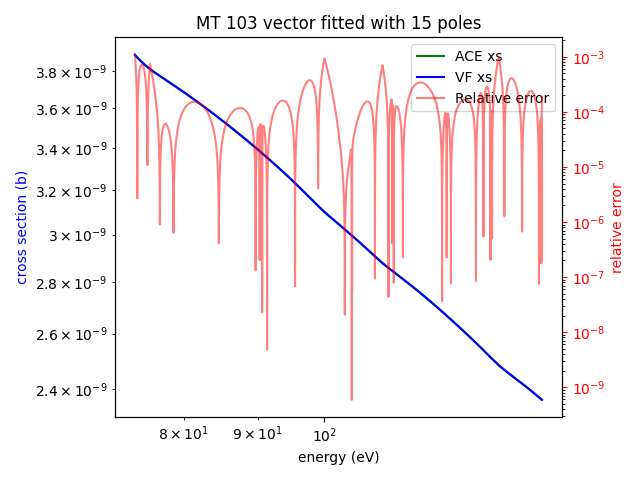 MT 103 vector fitted with 15 poles
ACE xs
VF xs
Relative error
3.8 × 10⁻⁹
3.6 × 10⁻⁹
3.4 × 10⁻⁹
3.2 × 10⁻⁹
3 × 10⁻⁹
2.8 × 10⁻⁹
2.6 × 10⁻⁹
2.4 × 10⁻⁹
cross section (b)
10⁻³
10⁻⁴
10⁻⁵
10⁻⁶
10⁻⁷
10⁻⁸
10⁻⁹
relative error
8 × 10¹ 9 × 10¹ 10²
energy (eV)